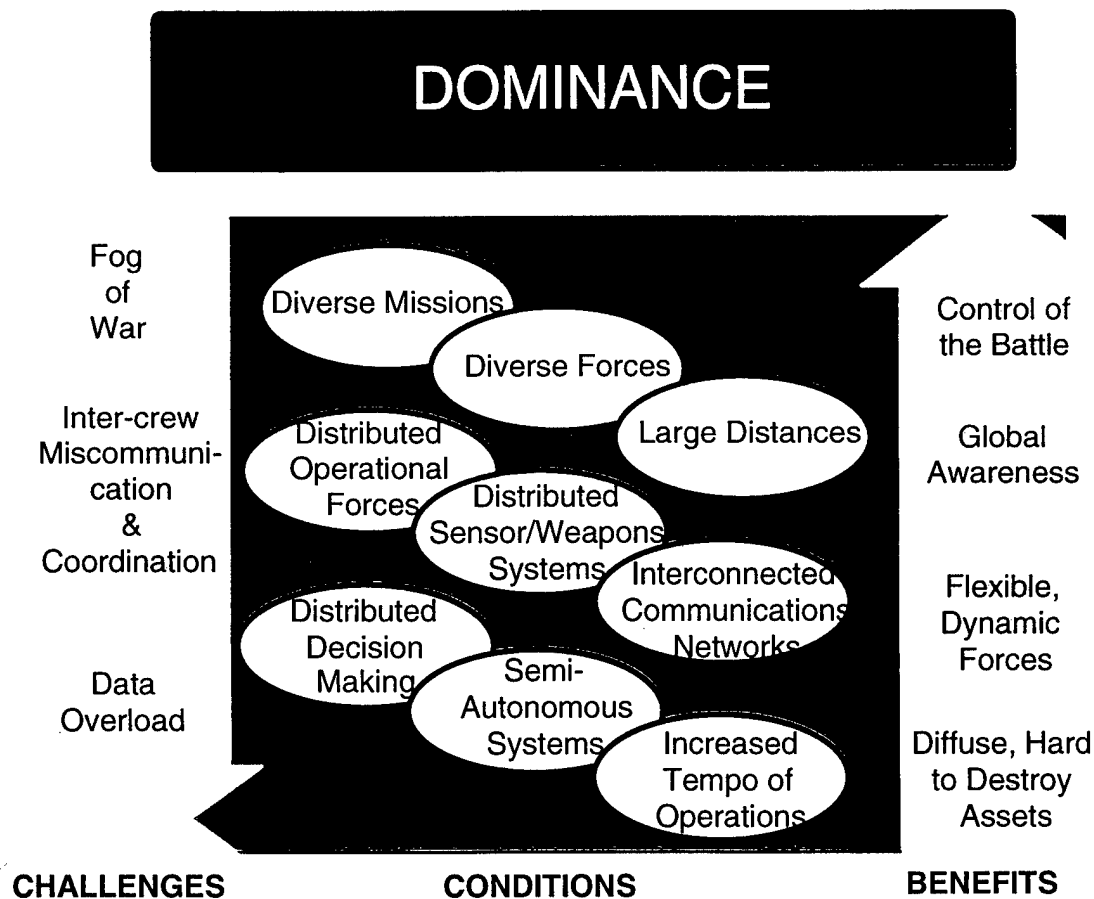 DOMINANCE
Fog
of
War
Inter-crew
Miscommuni-
cation
&
Coordination
Data
Overload
Diverse Missions
Diverse Forces
Large Distances
Distributed
Operational
Forces
Distributed
Sensor/Weapons
Systems
Interconnected
Communications
Networks
Distributed
Decision
Making
Semi-
Autonomous
Systems
Increased
Tempo of
Operations
Control of
the Battle
Global
Awareness
Flexible,
Dynamic
Forces
Diffuse, Hard
to Destroy
Assets
CHALLENGES
CONDITIONS
BENEFITS